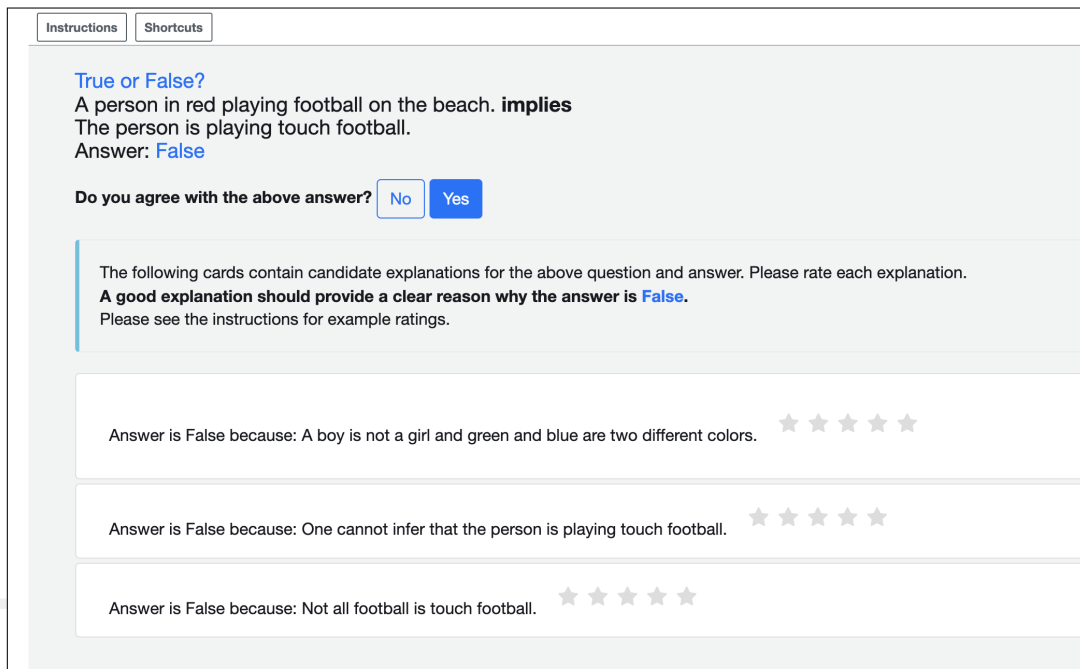 Instructions Shortcuts
True or False?
A person in red playing football on the beach. implies
The person is playing touch football.
Answer: False
Do you agree with the above answer? No Yes
The following cards contain candidate explanations for the above question and answer. Please rate each explanation.
A good explanation should provide a clear reason why the answer is False.
Please see the instructions for example ratings.
Answer is False because: A boy is not a girl and green and blue are two different colors.
Answer is False because: One cannot infer that the person is playing touch football.
Answer is False because: Not all football is touch football.